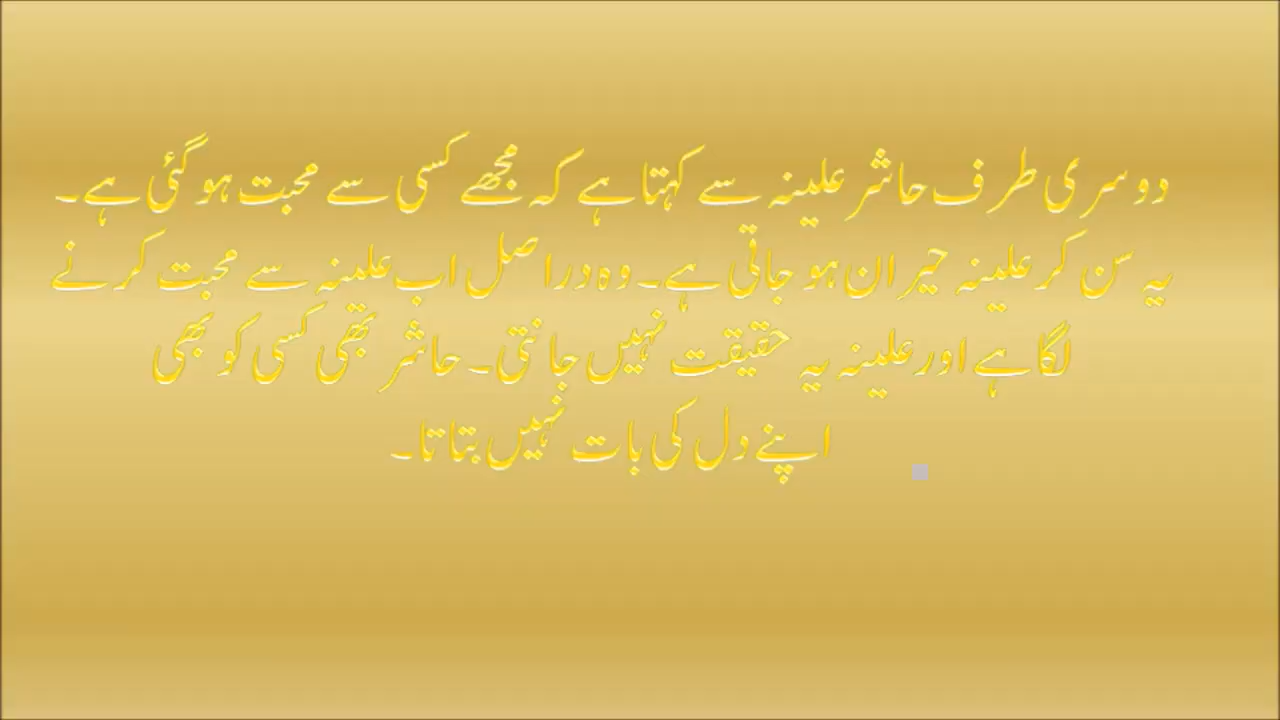 دوسری طرف حاشر علینہ سے کہتا ہے کہ مجھے کسی سے محبت ہو گئی ہے۔
یہ سن کر علینہ حیران ہو جاتی ہے۔ وہ دراصل اب علینہ سے محبت کرنے
لگا ہے اور علینہ یہ حقیقت نہیں جانتی۔ حاشر بھی کسی کو بھی
اپنے دل کی بات نہیں بتاتا۔